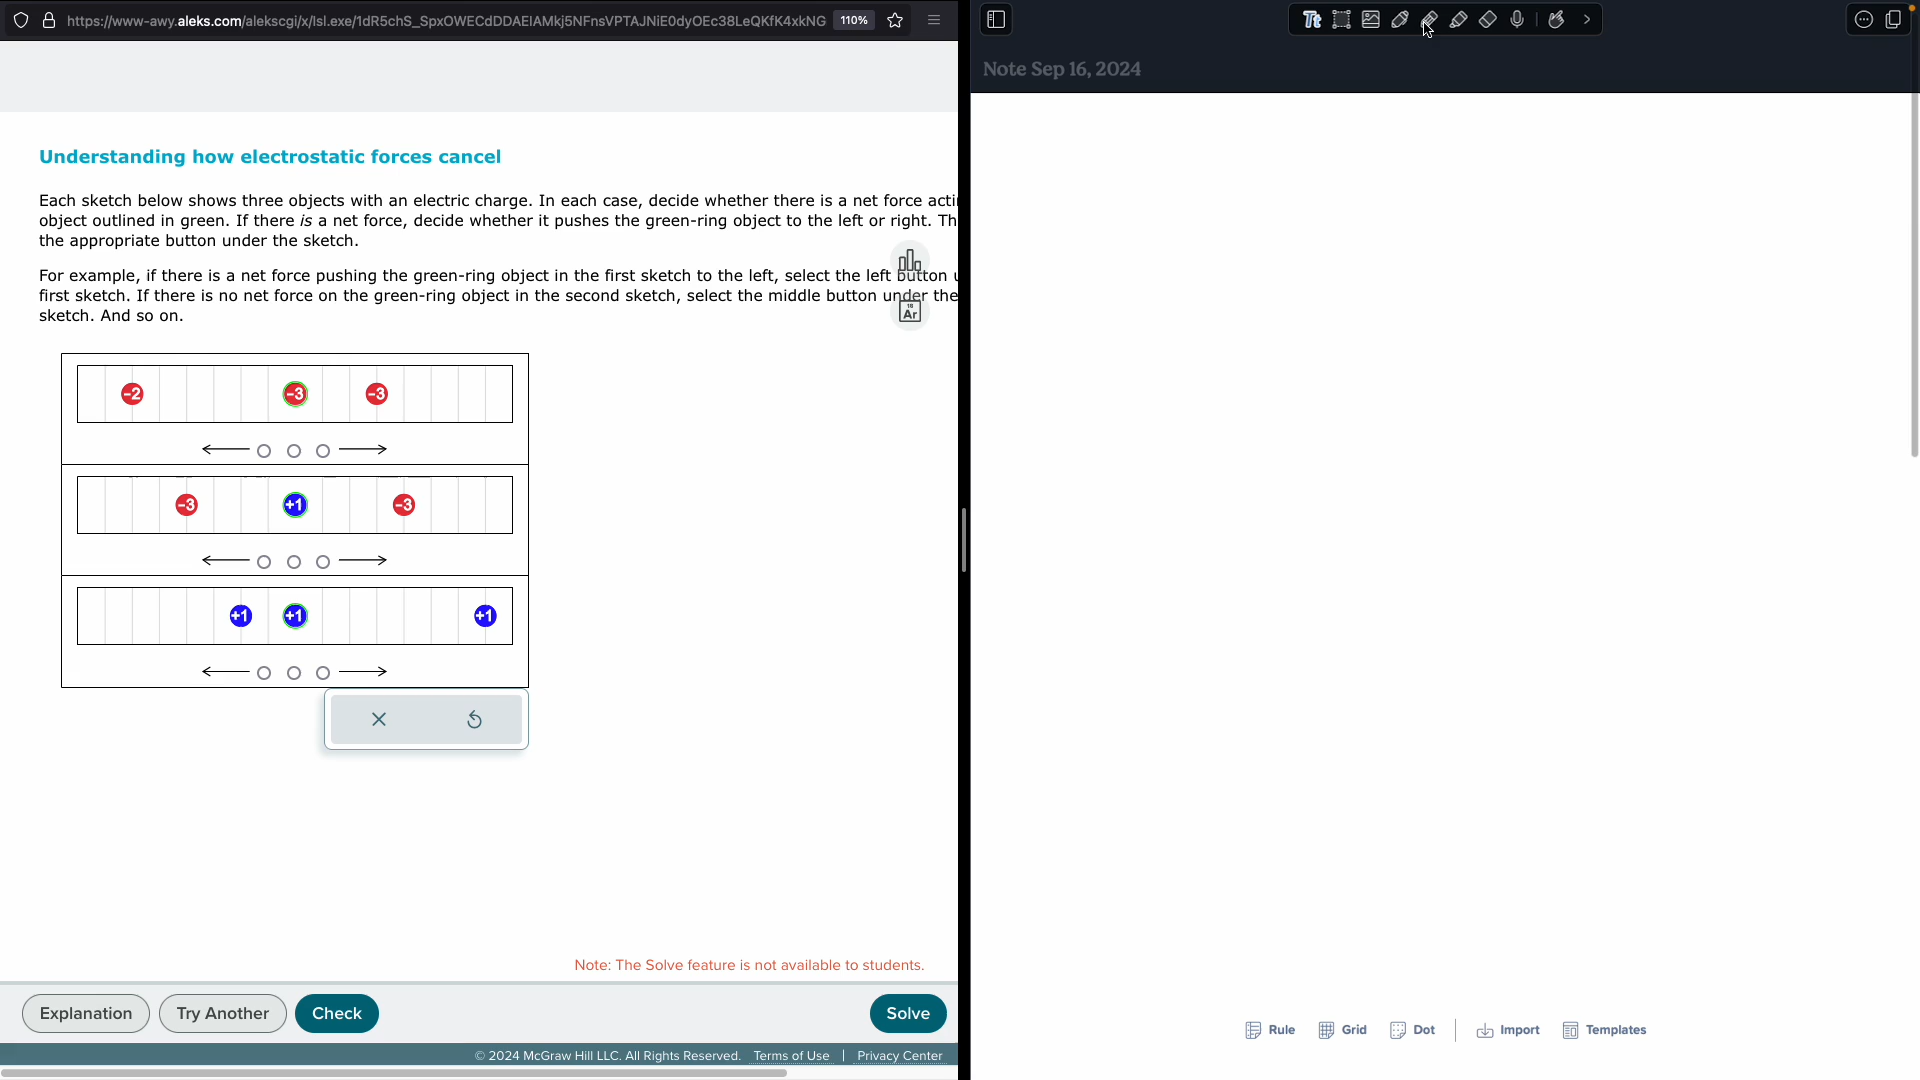 https://www-awy.aleks.com/alekscgi/x/lsl.exe/1dR5chS_SpxOWECdDDAEIAMkj5NFnsVPTAJNiE0dyOEc38LeQKfK4xkNG 110%
Tt
Note Sep 16, 2024
Understanding how electrostatic forces cancel
Each sketch below shows three objects with an electric charge. In each case, decide whether there is a net force acti
object outlined in green. If there is a net force, decide whether it pushes the green-ring object to the left or right. Th
the appropriate button under the sketch.
For example, if there is a net force pushing the green-ring object in the first sketch to the left, select the left button u
first sketch. If there is no net force on the green-ring object in the second sketch, select the middle button under the
sketch. And so on.
18
Ar
-2 -3 -3
-3 +1 -3
+1 +1 +1
Note: The Solve feature is not available to students.
Explanation Try Another Check Solve
© 2024 McGraw Hill LLC. All Rights Reserved. Terms of Use | Privacy Center
Rule Grid Dot Import Templates